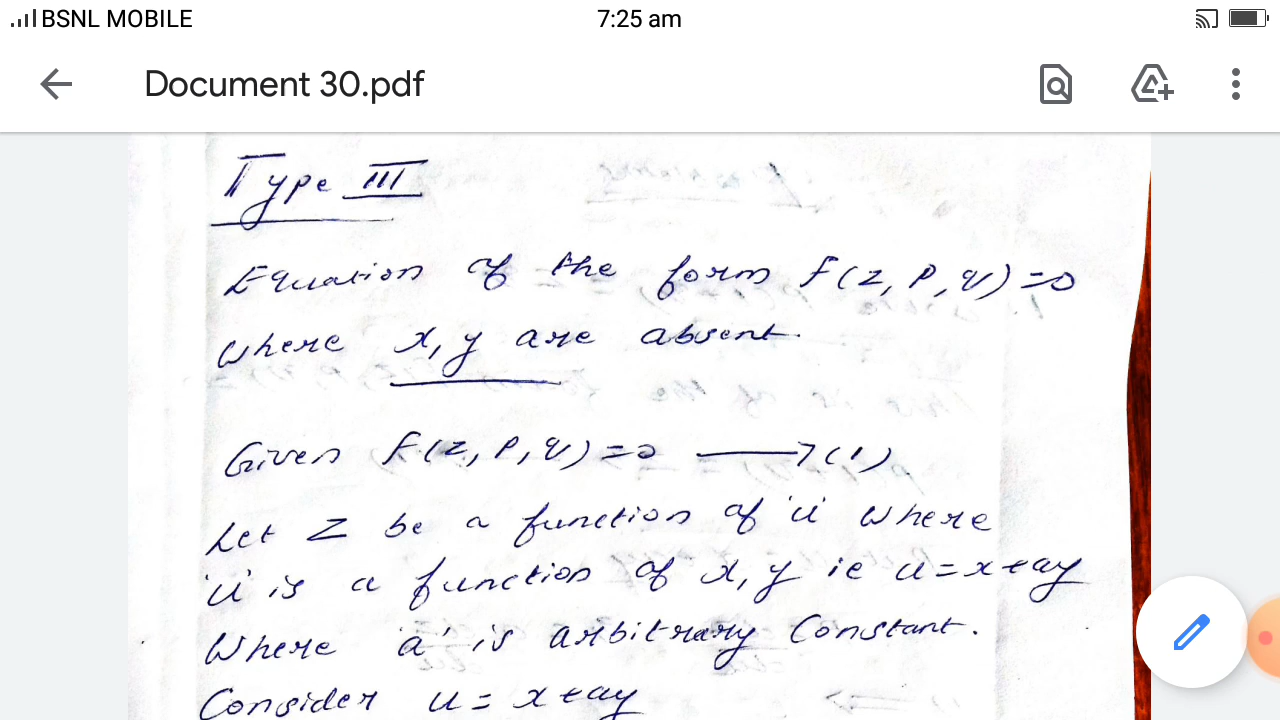 BSNL MOBILE 7:25 am
Document 30.pdf
Type III
Equation of the form f(z, p, q) = 0
where x, y are absent.
Given f(z, p, q) = 0 ⟶ (1)
Let z be a function of 'u' where
'u' is a function of x, y ie u = x + ay
Where 'a' is arbitrary Constant.
Consider u = x + ay